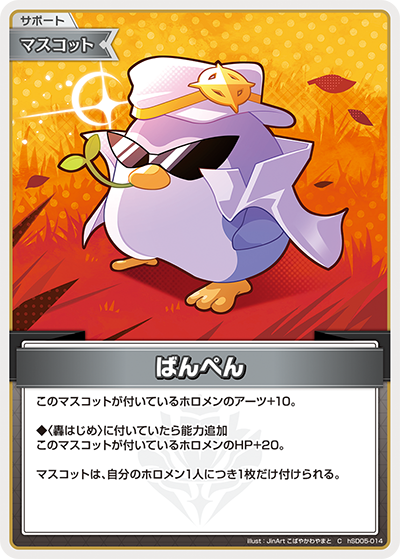 サポート
マスコット
ばんぺん
このマスコットが付いているホロメンのアーツ+10。
◆〈轟はじめ〉に付いていたら能力追加
このマスコットが付いているホロメンのHP+20。
マスコットは、自分のホロメン1人につき1枚だけ付けられる。
illust：JinArt こばやかわやまと C hSD05-014